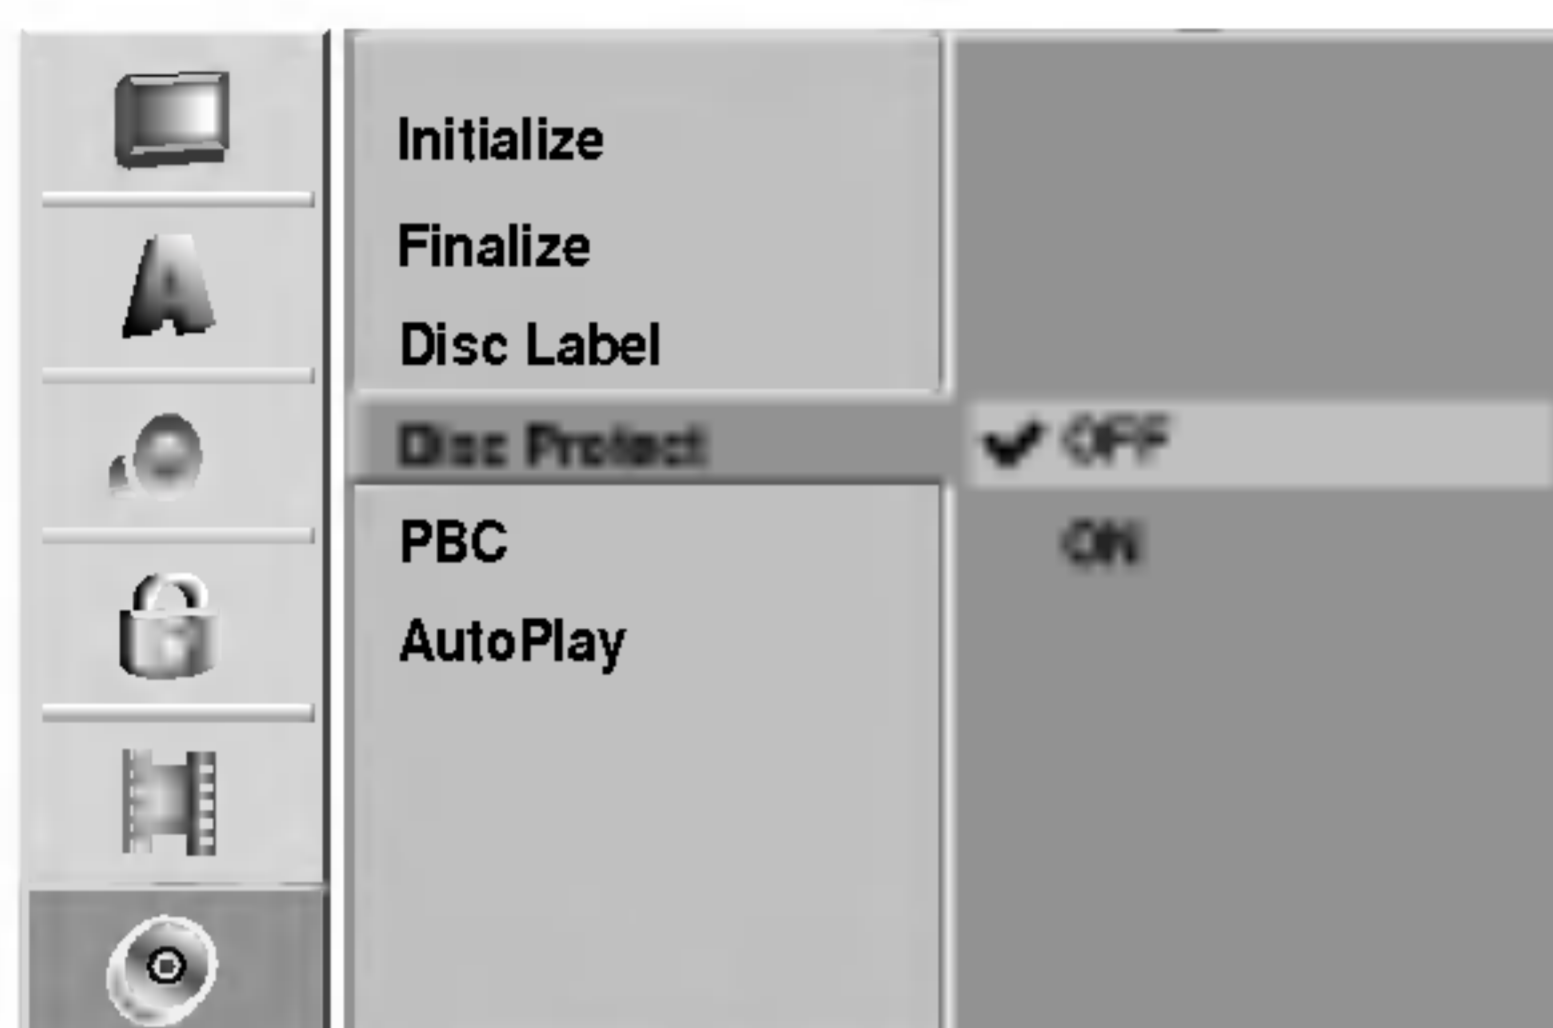 Initialize
Finalize
Disc Label
Disc Protect
OFF
ON
PBC
AutoPlay